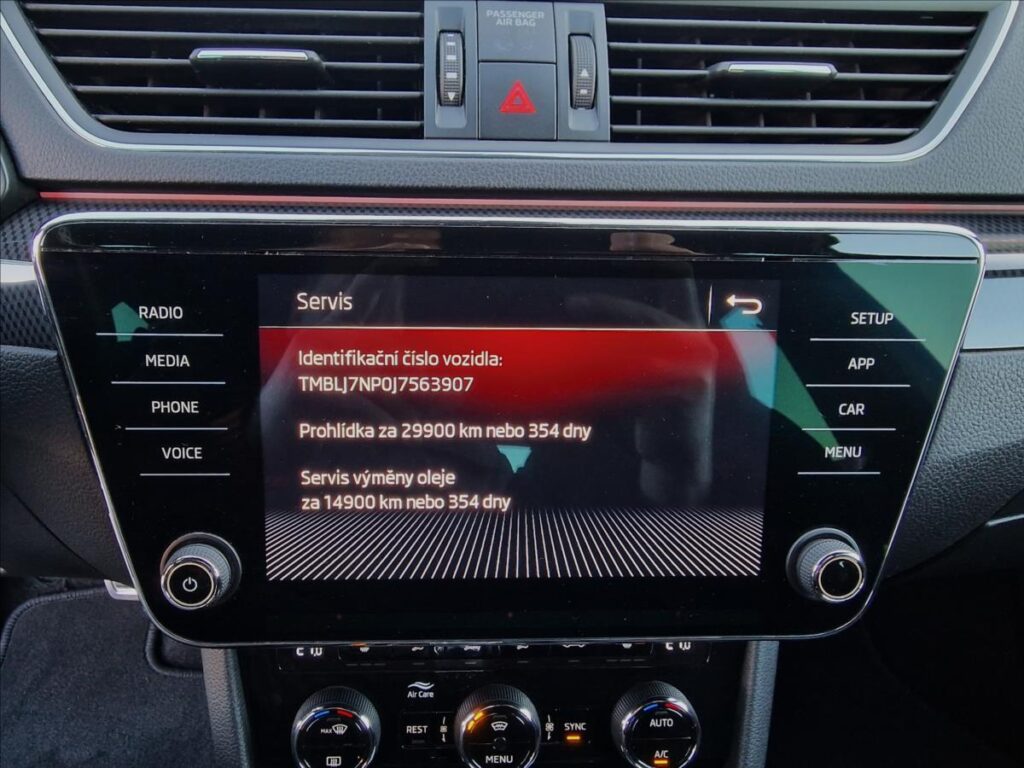 PASSENGER
AIR BAG
Servis
RADIO
MEDIA
PHONE
VOICE
Identifikační číslo vozidla:
TMBLJ7NP0J7563907
Prohlídka za 29900 km nebo 354 dny
Servis výměny oleje
za 14900 km nebo 354 dny
SETUP
APP
CAR
MENU
Air Care
MAX
REST
MENU
SYNC
AUTO
A/C